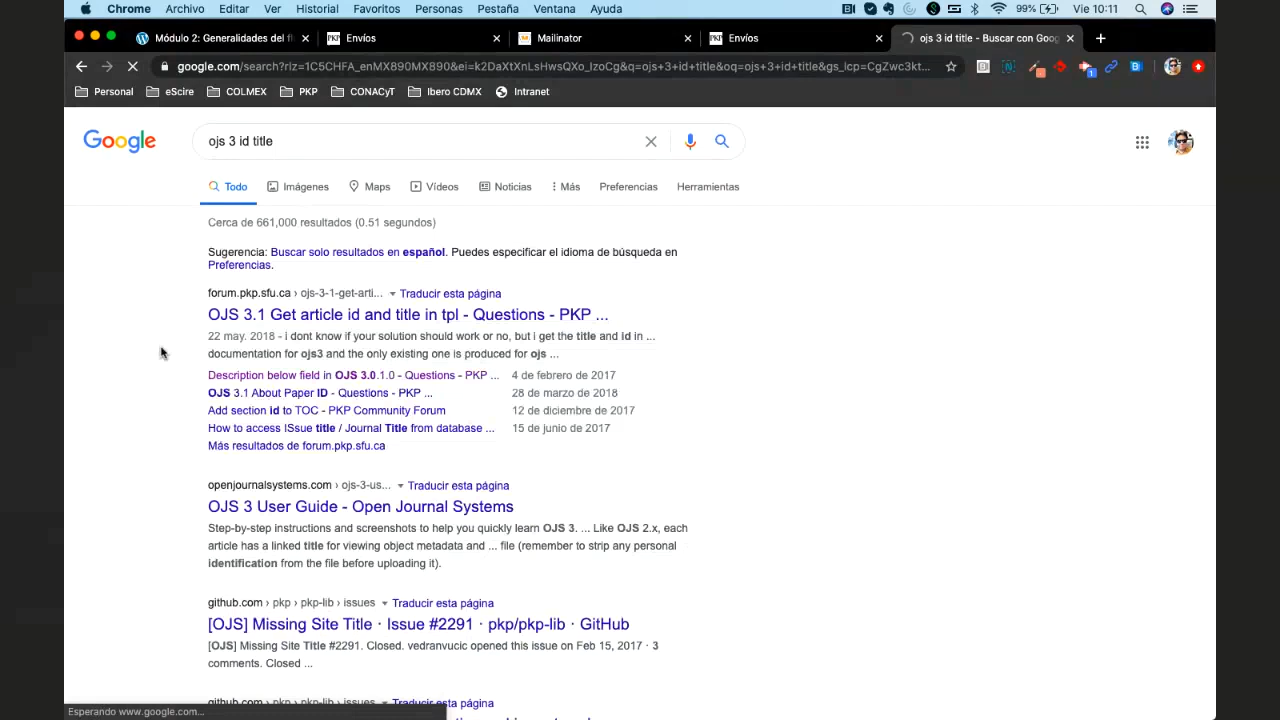 Chrome Archivo Editar Ver Historial Favoritos Personas Pestaña Ventana Ayuda 99% Vie 10:11
Módulo 2: Generalidades del fl Envíos Mailinator Envíos ojs 3 id title - Buscar con Goog
google.com/search?riz=1C5CHFA_enMX890MX890&ei=k2DaXtXnLsHwsQXo_IzoCg&q=ojs+3+id+title&oq=ojs+3+id+title&gs_lcp=CgZwc3kt...
Personal eScire COLMEX PKP CONACyT Ibero CDMX Intranet
Google ojs 3 id title
Todo Imágenes Maps Vídeos Noticias Más Preferencias Herramientas
Cerca de 661,000 resultados (0.51 segundos)
Sugerencia: Buscar solo resultados en español. Puedes especificar el idioma de búsqueda en
Preferencias.
forum.pkp.sfu.ca › ojs-3-1-get-arti... Traducir esta página
OJS 3.1 Get article id and title in tpl - Questions - PKP ...
22 may. 2018 - i dont know if your solution should work or no, but i get the title and id in ...
documentation for ojs3 and the only existing one is produced for ojs ...
Description below field in OJS 3.0.1.0 - Questions - PKP ... 4 de febrero de 2017
OJS 3.1 About Paper ID - Questions - PKP ... 28 de marzo de 2018
Add section id to TOC - PKP Community Forum 12 de diciembre de 2017
How to access ISsue title / Journal Title from database ... 15 de junio de 2017
Más resultados de forum.pkp.sfu.ca
openjournalsystems.com › ojs-3-us... Traducir esta página
OJS 3 User Guide - Open Journal Systems
Step-by-step instructions and screenshots to help you quickly learn OJS 3. ... Like OJS 2.x, each
article has a linked title for viewing object metadata and ... file (remember to strip any personal
identification from the file before uploading it).
github.com › pkp › pkp-lib › issues Traducir esta página
[OJS] Missing Site Title · Issue #2291 · pkp/pkp-lib · GitHub
[OJS] Missing Site Title #2291. Closed. vedranvucic opened this issue on Feb 15, 2017 · 3
comments. Closed ...
github.com › pkp › pkp-lib › issues Traducir esta página
Esperando www.google.com...